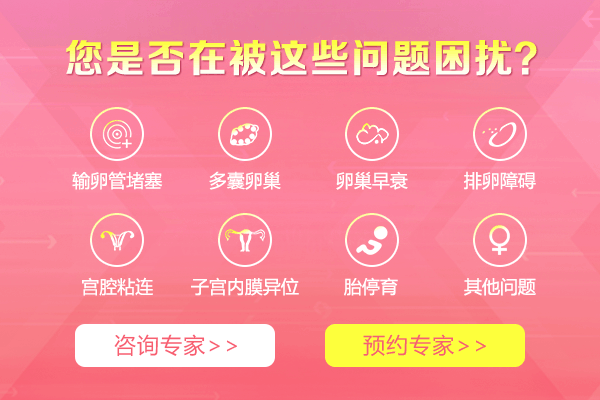 您是否在被这些问题困扰?
输卵管堵塞 多囊卵巢 卵巢早衰 排卵障碍
宫腔粘连 子宫内膜异位 胎停育 其他问题
咨询专家>> 预约专家>>